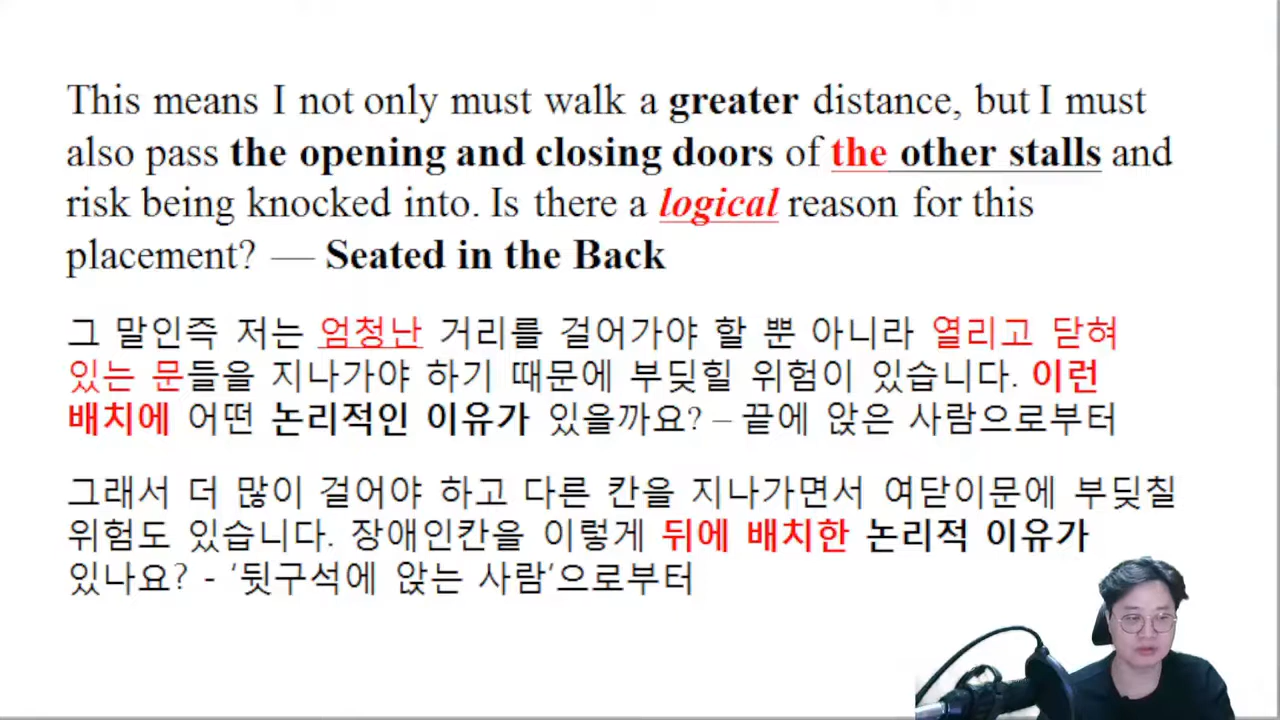 This means I not only must walk a greater distance, but I must
also pass the opening and closing doors of the other stalls and
risk being knocked into. Is there a logical reason for this
placement? — Seated in the Back
그 말인즉 저는 엄청난 거리를 걸어가야 할 뿐 아니라 열리고 닫혀
있는 문들을 지나가야 하기 때문에 부딪힐 위험이 있습니다. 이런
배치에 어떤 논리적인 이유가 있을까요? – 끝에 앉은 사람으로부터
그래서 더 많이 걸어야 하고 다른 칸을 지나가면서 여닫이문에 부딪칠
위험도 있습니다. 장애인칸을 이렇게 뒤에 배치한 논리적 이유가
있나요? - ‘뒷구석에 앉는 사람‘으로부터